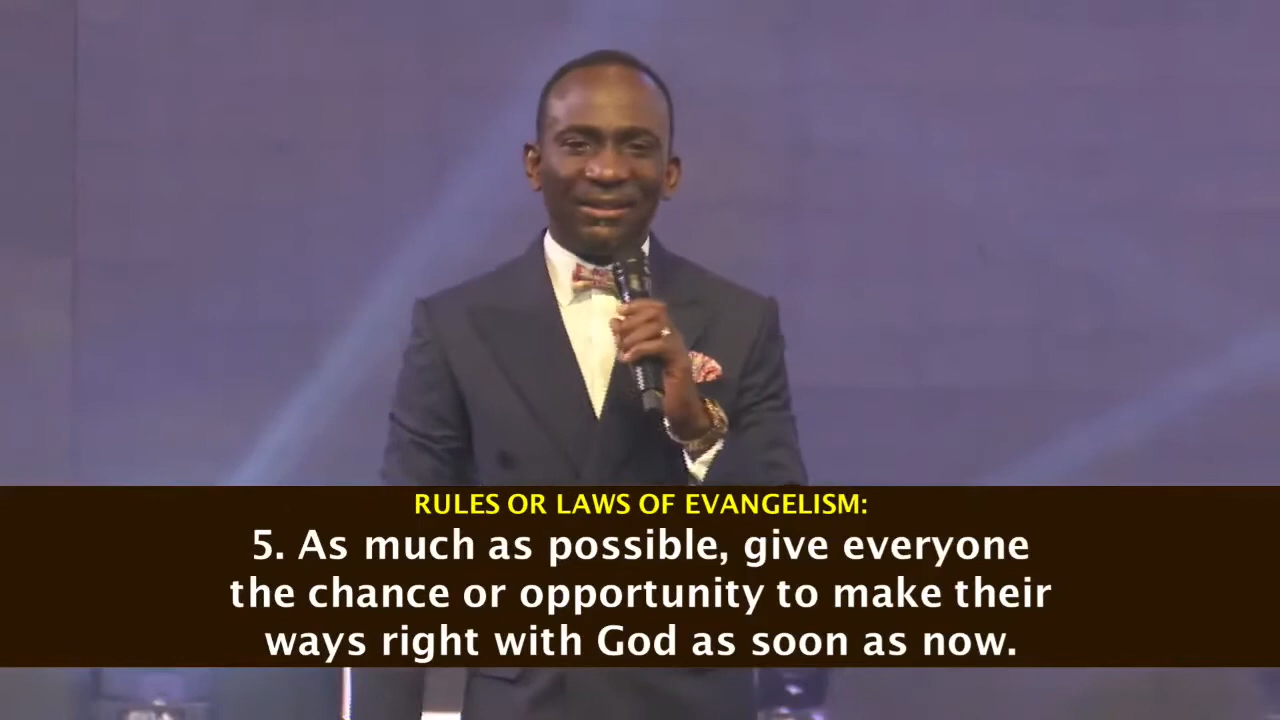 RULES OR LAWS OF EVANGELISM:
5. As much as possible, give everyone
the chance or opportunity to make their
ways right with God as soon as now.